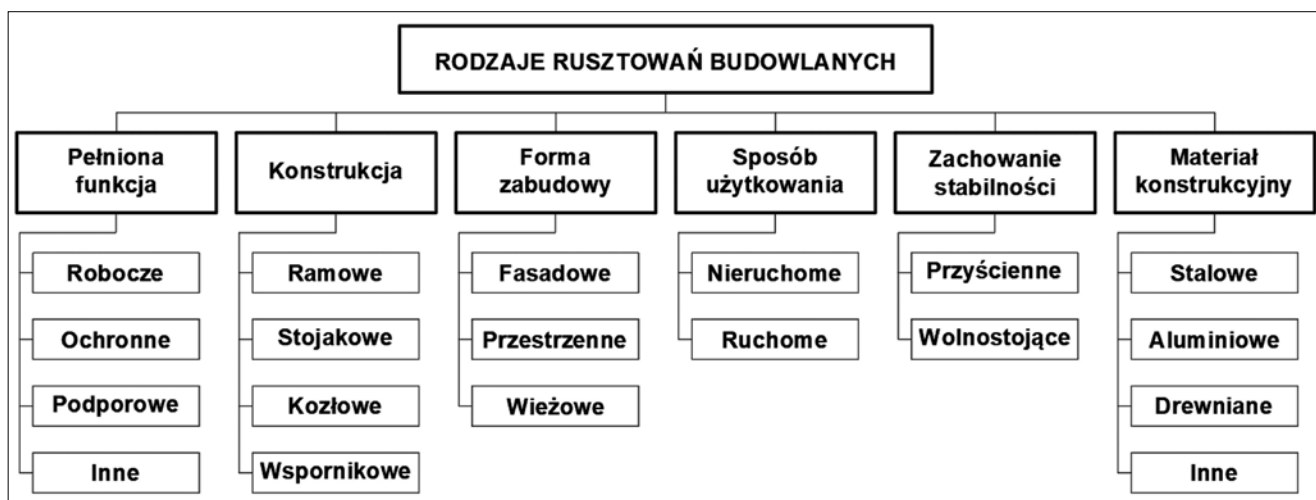 RODZAJE RUSZTOWAŃ BUDOWLANYCH
Pełniona
funkcja
Robocze
Ochronne
Podporowe
Inne
Konstrukcja
Ramowe
Stojakowe
Kozłowe
Wspornikowe
Forma
zabudowy
Fasadowe
Przestrzenne
Wieżowe
Sposób
użytkowania
Nieruchome
Ruchome
Zachowanie
stabilności
Przyścienne
Wolnostojące
Materiał
konstrukcyjny
Stalowe
Aluminiowe
Drewniane
Inne